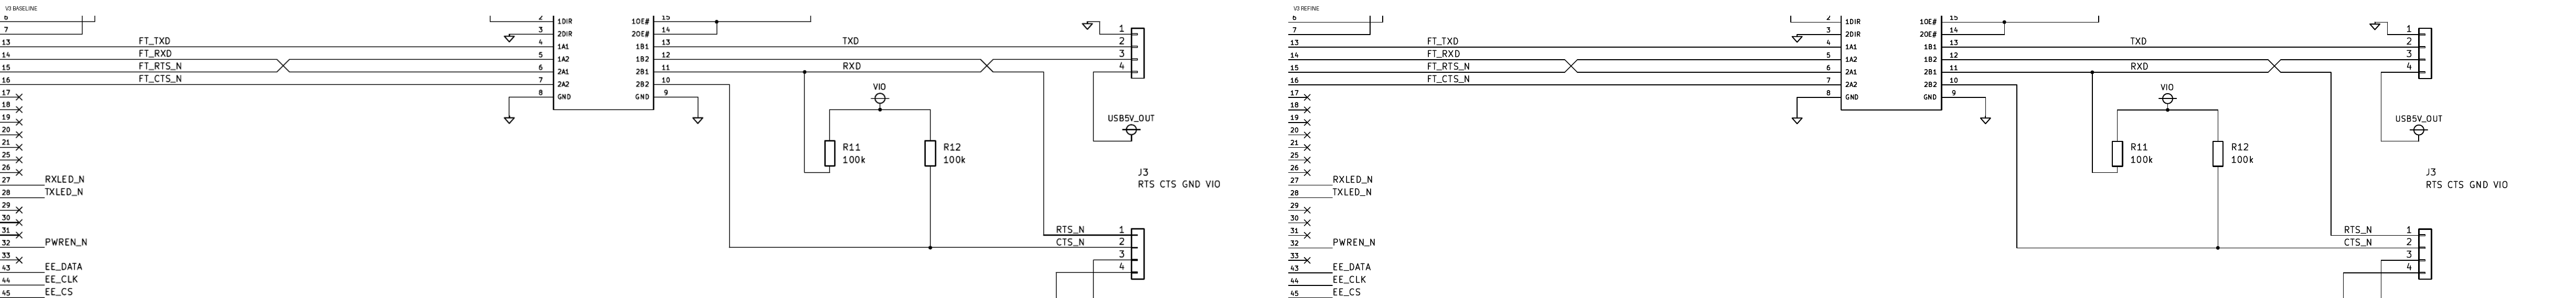 V3 BASELINE
6
7
13 FT_TXD
14 FT_RXD
15 FT_RTS_N
16 FT_CTS_N
17
18
19
20
21
25
26
27 RXLED_N
28 TXLED_N
29
30
31
32 PWREN_N
33
43 EE_DATA
44 EE_CLK
45 EE_CS
2 1DIR 1OE# 15
3 2DIR 2OE# 14
4 1A1 1B1 13 TXD
5 1A2 1B2 12
6 2A1 2B1 11 RXD
7 2A2 2B2 10
8 GND GND 9
VIO
R11
100k
R12
100k
1
2
3
4
USB5V_OUT
J3
RTS CTS GND VIO
RTS_N 1
CTS_N 2
3
4
V3 REFINE
6
7
13 FT_TXD
14 FT_RXD
15 FT_RTS_N
16 FT_CTS_N
17
18
19
20
21
25
26
27 RXLED_N
28 TXLED_N
29
30
31
32 PWREN_N
33
43 EE_DATA
44 EE_CLK
45 EE_CS
2 1DIR 1OE# 15
3 2DIR 2OE# 14
4 1A1 1B1 13 TXD
5 1A2 1B2 12
6 2A1 2B1 11 RXD
7 2A2 2B2 10
8 GND GND 9
VIO
R11
100k
R12
100k
1
2
3
4
USB5V_OUT
J3
RTS CTS GND VIO
RTS_N 1
CTS_N 2
3
4